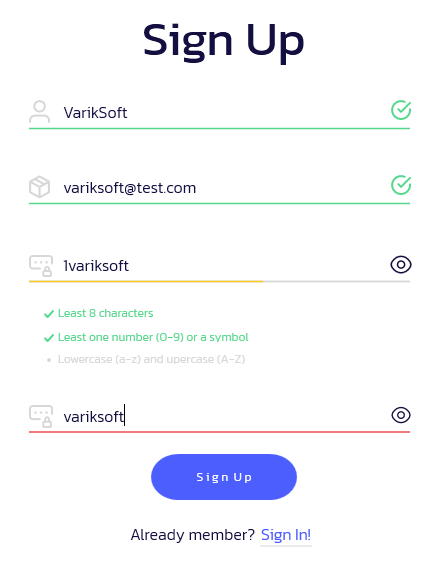 Sign Up
VarikSoft
variksoft@test.com
1variksoft
Least 8 characters
Least one number (0-9) or a symbol
Lowercase (a-z) and uppercase (A-Z)
variksoft
Sign Up
Already member? Sign In!